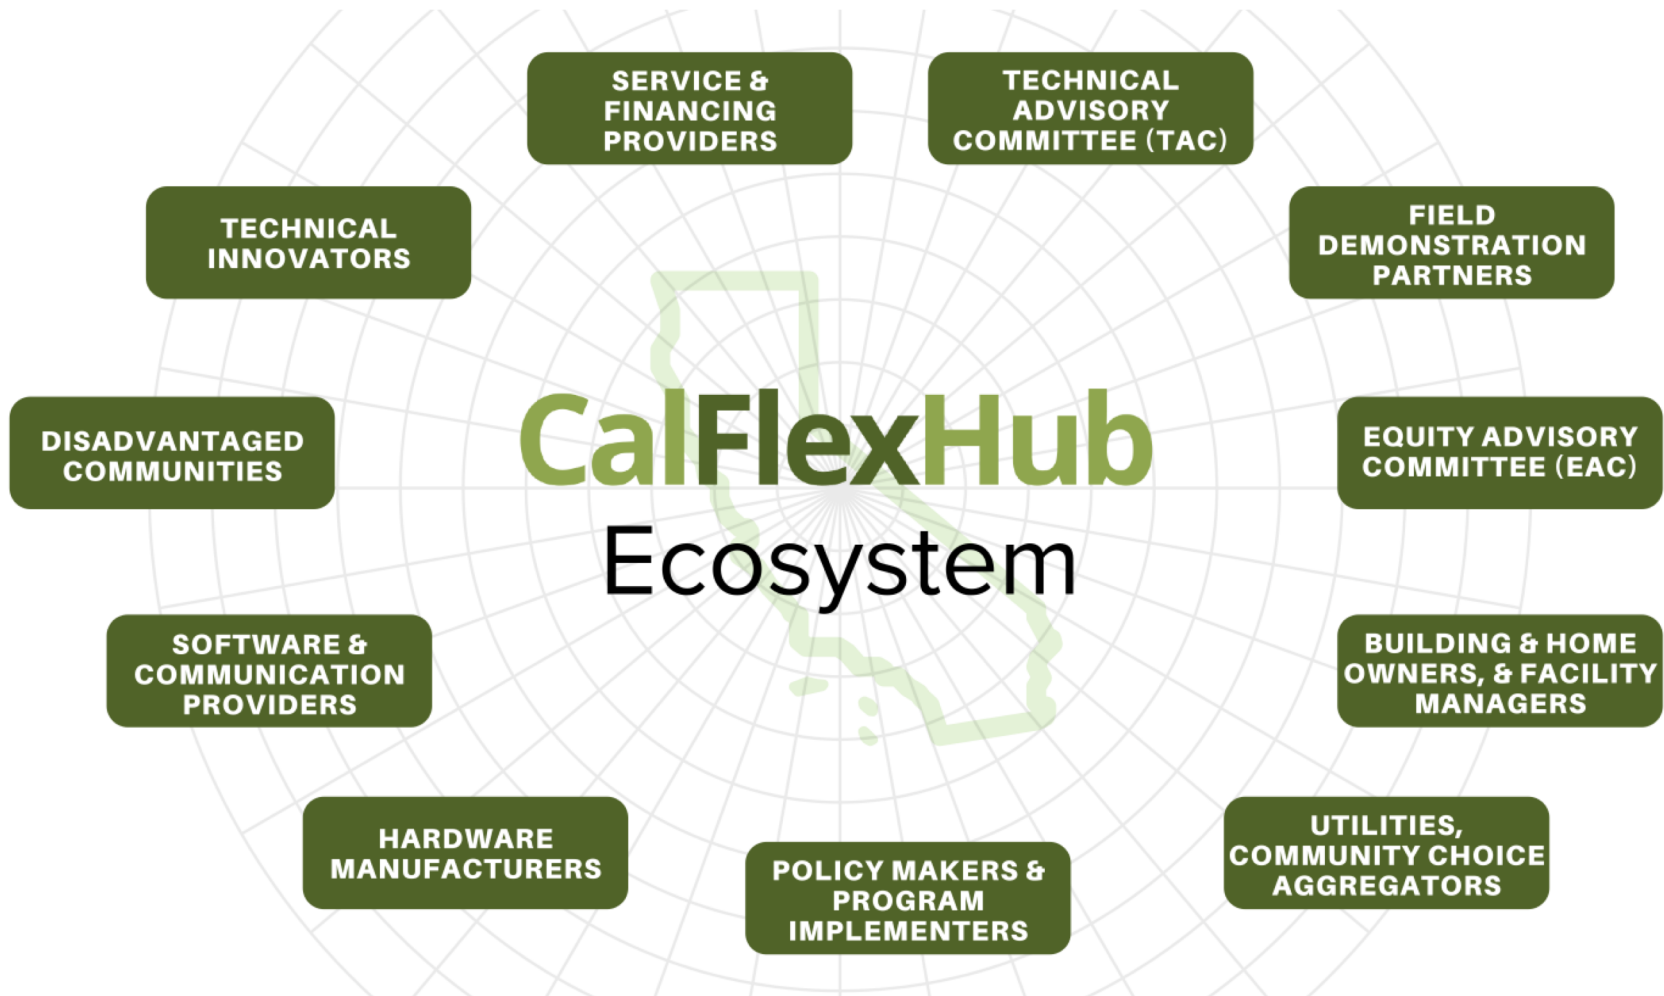 SERVICE &
FINANCING
PROVIDERS
TECHNICAL
ADVISORY
COMMITTEE (TAC)
TECHNICAL
INNOVATORS
FIELD
DEMONSTRATION
PARTNERS
DISADVANTAGED
COMMUNITIES
CalFlexHub
Ecosystem
EQUITY ADVISORY
COMMITTEE (EAC)
SOFTWARE &
COMMUNICATION
PROVIDERS
BUILDING & HOME
OWNERS, & FACILITY
MANAGERS
HARDWARE
MANUFACTURERS
POLICY MAKERS &
PROGRAM
IMPLEMENTERS
UTILITIES,
COMMUNITY CHOICE
AGGREGATORS